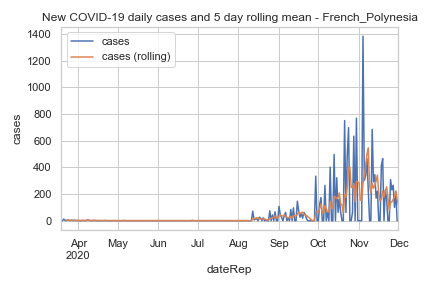 New COVID-19 daily cases and 5 day rolling mean - French_Polynesia
cases
cases (rolling)
1400
1200
1000
800
600
400
200
0
cases
Apr May Jun Jul Aug Sep Oct Nov Dec
2020
dateRep